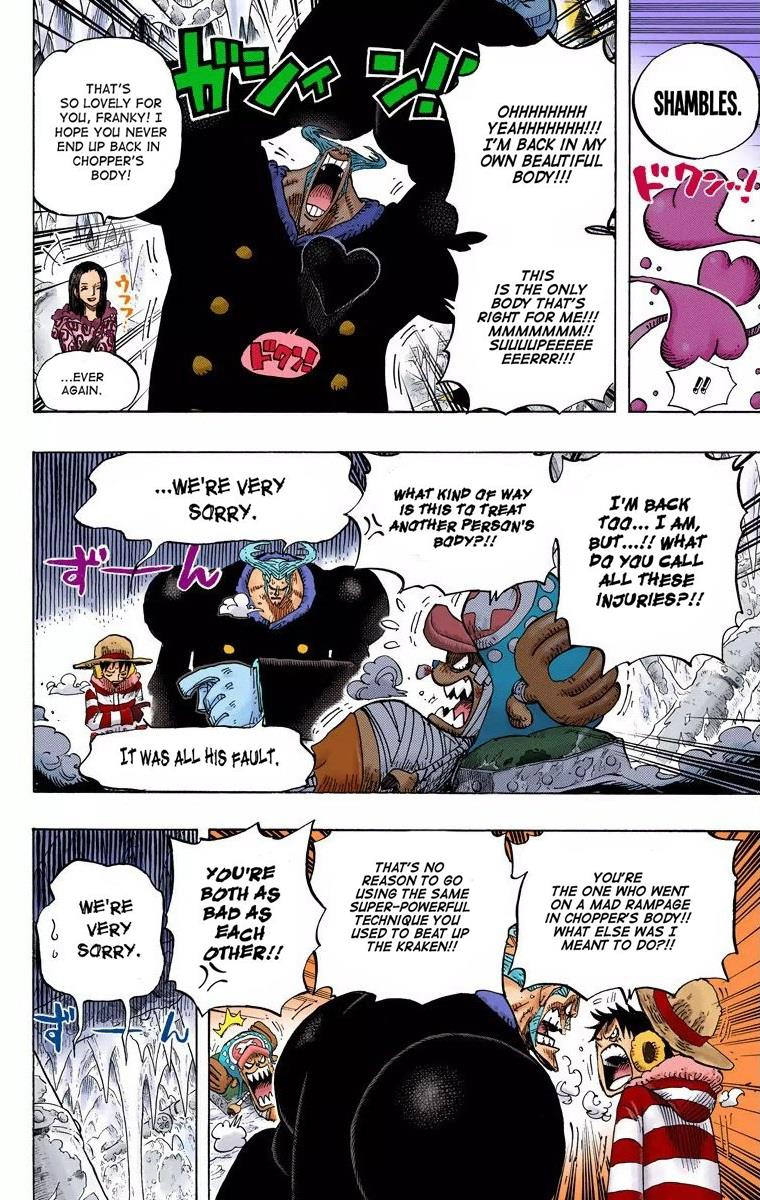 SHAMBLES.
ドクン…!
!!
ガシィ
ン!!
OHHHHHHH
YEAHHHHHHH!!!
I'M BACK IN MY
OWN BEAUTIFUL
BODY!!!
THIS
IS THE ONLY
BODY THAT'S
RIGHT FOR ME!!!
MMMMMMM!!
SUUUUPEEEEE
EEERRR!!!
THAT'S
SO LOVELY FOR
YOU, FRANKY! I
HOPE YOU NEVER
END UP BACK IN
CHOPPER'S
BODY!
ウフフ!
...EVER
AGAIN.
ドクン!
I'M BACK
TOO... I AM,
BUT...!! WHAT
DO YOU CALL
ALL THESE
INJURIES?!!
WHAT KIND OF WAY
IS THIS TO TREAT
ANOTHER PERSON'S
BODY?!!
...WE'RE VERY
SORRY.
ずーん
IT WAS ALL HIS FAULT.
YOU'RE
THE ONE WHO WENT
ON A MAD RAMPAGE
IN CHOPPER'S BODY!!
WHAT ELSE WAS I
MEANT TO DO?!!
THAT'S NO
REASON TO GO
USING THE SAME
SUPER-POWERFUL
TECHNIQUE YOU
USED TO BEAT UP
THE KRAKEN!!
YOU'RE
BOTH AS
BAD AS
EACH
OTHER!!
WE'RE
VERY
SORRY.
ずーん